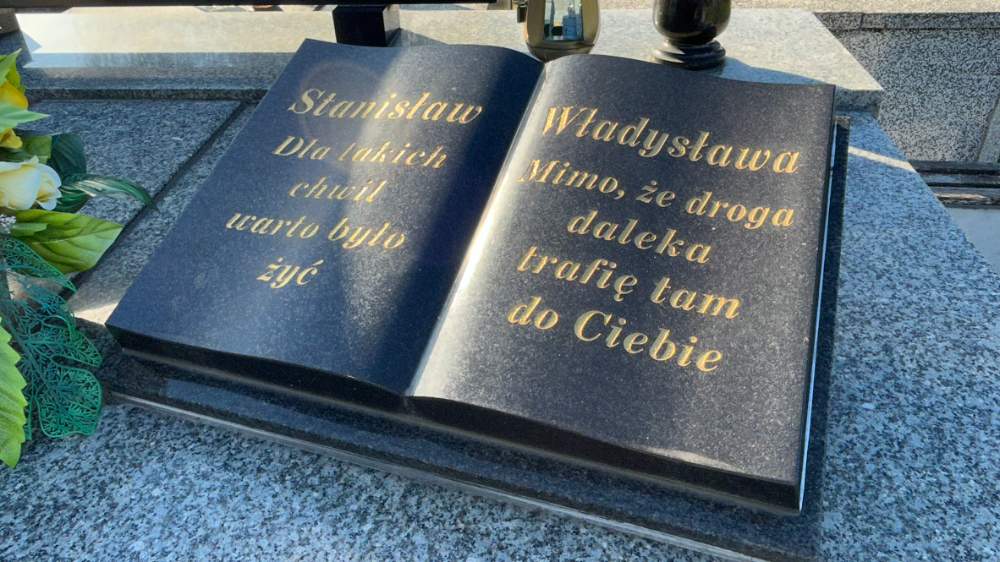 Stanisław
Dla takich
chwil
warto było
żyć
Władysława
Mimo, że droga
daleka
trafię tam
do Ciebie